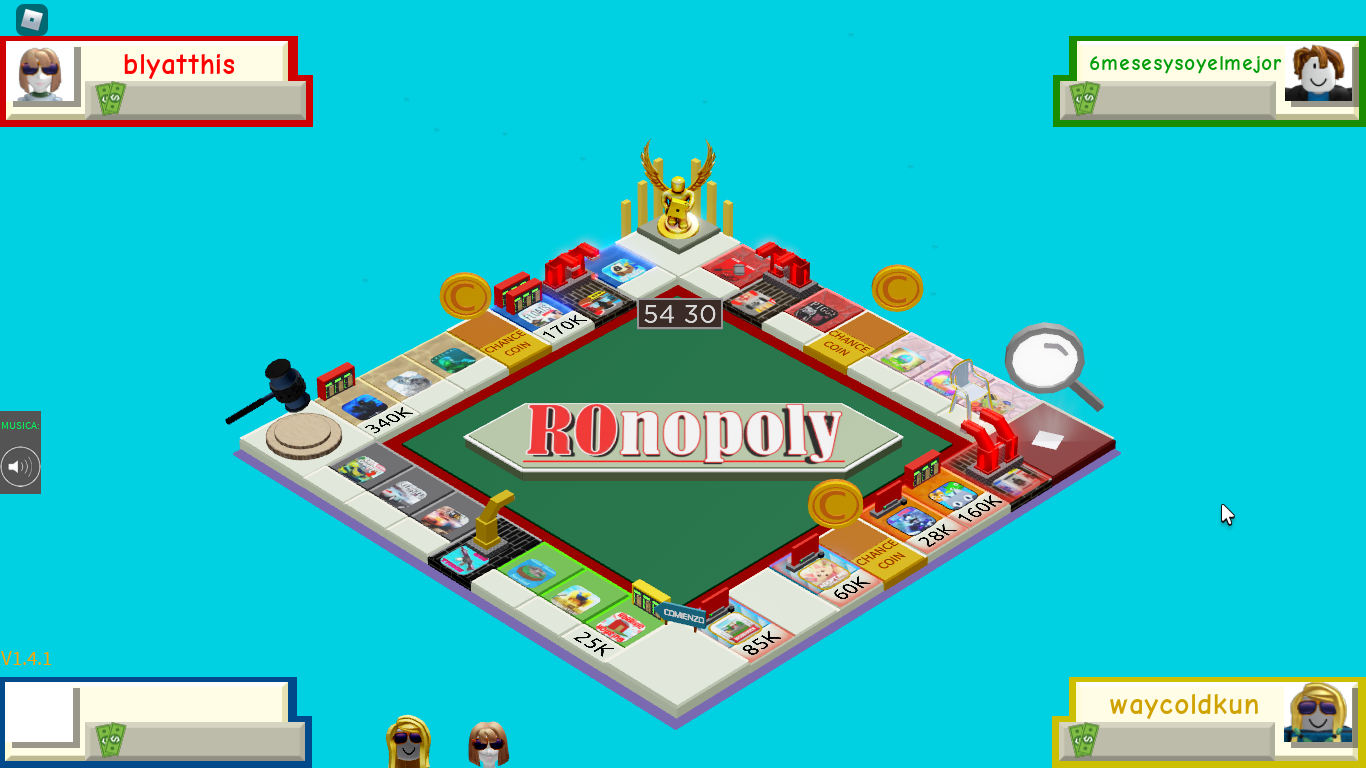 blyatthis
6mesesysoyelmejor
54 30
170K
CHANCE
COIN
CHANCE
COIN
340K
MUSICA:
ROnopoly
160K
28K
CHANCE
COIN
60K
COMIENZO
85K
25K
V1.4.1
waycoldkun